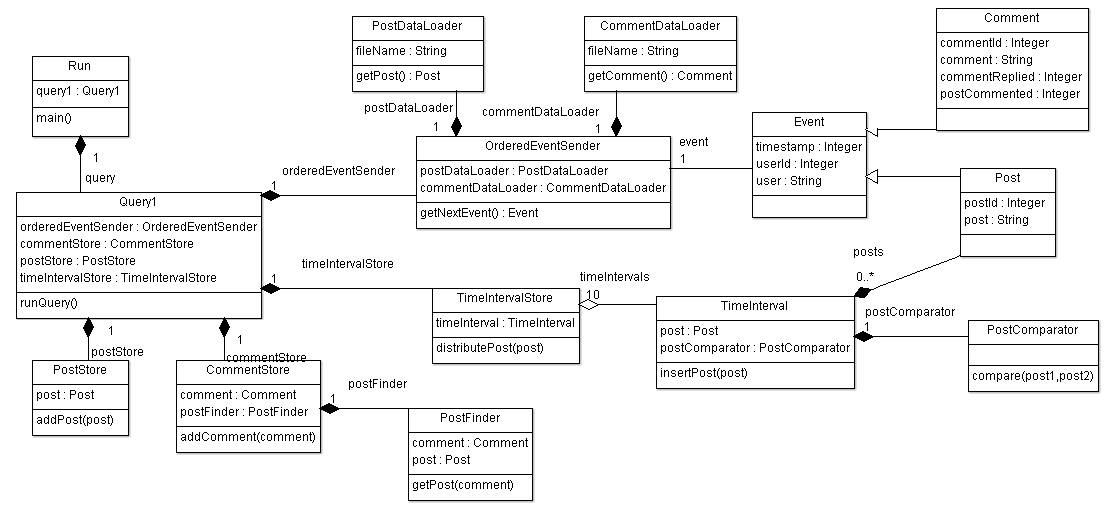 PostDataLoader
fileName : String
getPost() : Post
CommentDataLoader
fileName : String
getComment() : Comment
Comment
commentId : Integer
comment : String
commentReplied : Integer
postCommented : Integer
Run
query1 : Query1
main()
postDataLoader
1
commentDataLoader
1
OrderedEventSender
postDataLoader : PostDataLoader
commentDataLoader : CommentDataLoader
getNextEvent() : Event
event
1
Event
timestamp : Integer
userId : Integer
user : String
Post
postId : Integer
post : String
1
query
orderedEventSender
1
Query1
orderedEventSender : OrderedEventSender
commentStore : CommentStore
postStore : PostStore
timeIntervalStore : TimeIntervalStore
runQuery()
timeIntervalStore
1
TimeIntervalStore
timeInterval : TimeInterval
distributePost(post)
timeIntervals
10
TimeInterval
post : Post
postComparator : PostComparator
insertPost(post)
posts
0..*
postComparator
1
PostComparator
compare(post1,post2)
1
postStore
PostStore
post : Post
addPost(post)
1
commentStore
CommentStore
comment : Comment
postFinder : PostFinder
addComment(comment)
postFinder
1
PostFinder
comment : Comment
post : Post
getPost(comment)